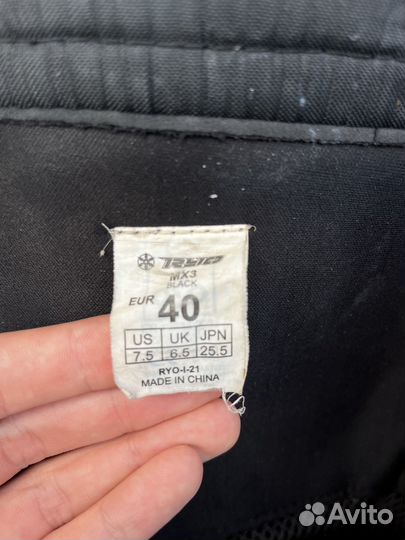 MX3
BLACK
EUR 40
US UK JPN
7.5 6.5 25.5
RYO-I-21
MADE IN CHINA
Avito